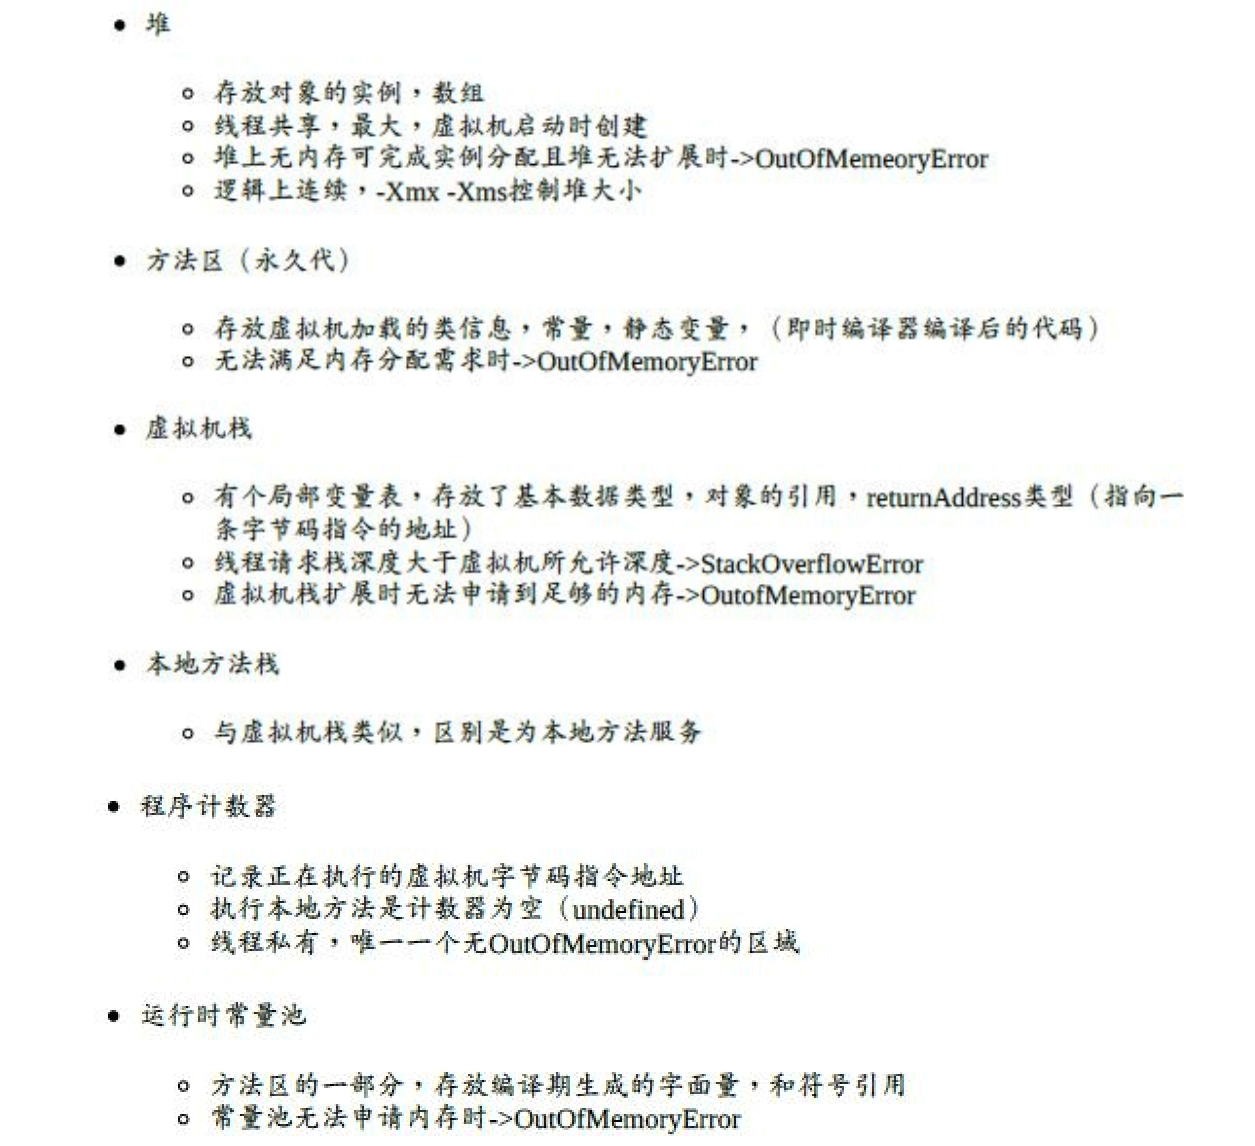 堆
存放对象的实例，数组
线程共享，最大，虚拟机启动时创建
堆上无内存可完成实例分配且堆无法扩展时->OutOfMemeoryError
逻辑上连续，-Xmx -Xms控制堆大小
方法区（永久代）
存放虚拟机加载的类信息，常量，静态变量，（即时编译器编译后的代码）
无法满足内存分配需求时->OutOfMemoryError
虚拟机栈
有个局部变量表，存放了基本数据类型，对象的引用，returnAddress类型（指向一
条字节码指令的地址）
线程请求栈深度大于虚拟机所允许深度->StackOverflowError
虚拟机栈扩展时无法申请到足够的内存->OutofMemoryError
本地方法栈
与虚拟机栈类似，区别是为本地方法服务
程序计数器
记录正在执行的虚拟机字节码指令地址
执行本地方法是计数器为空（undefined）
线程私有，唯一一个无OutOfMemoryError的区域
运行时常量池
方法区的一部分，存放编译期生成的字面量，和符号引用
常量池无法申请内存时->OutOfMemoryError